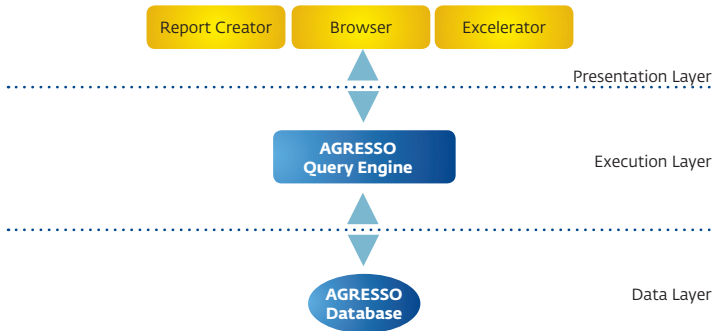 Report Creator
Browser
Excelerator
Presentation Layer
AGRESSO
Query Engine
Execution Layer
AGRESSO
Database
Data Layer